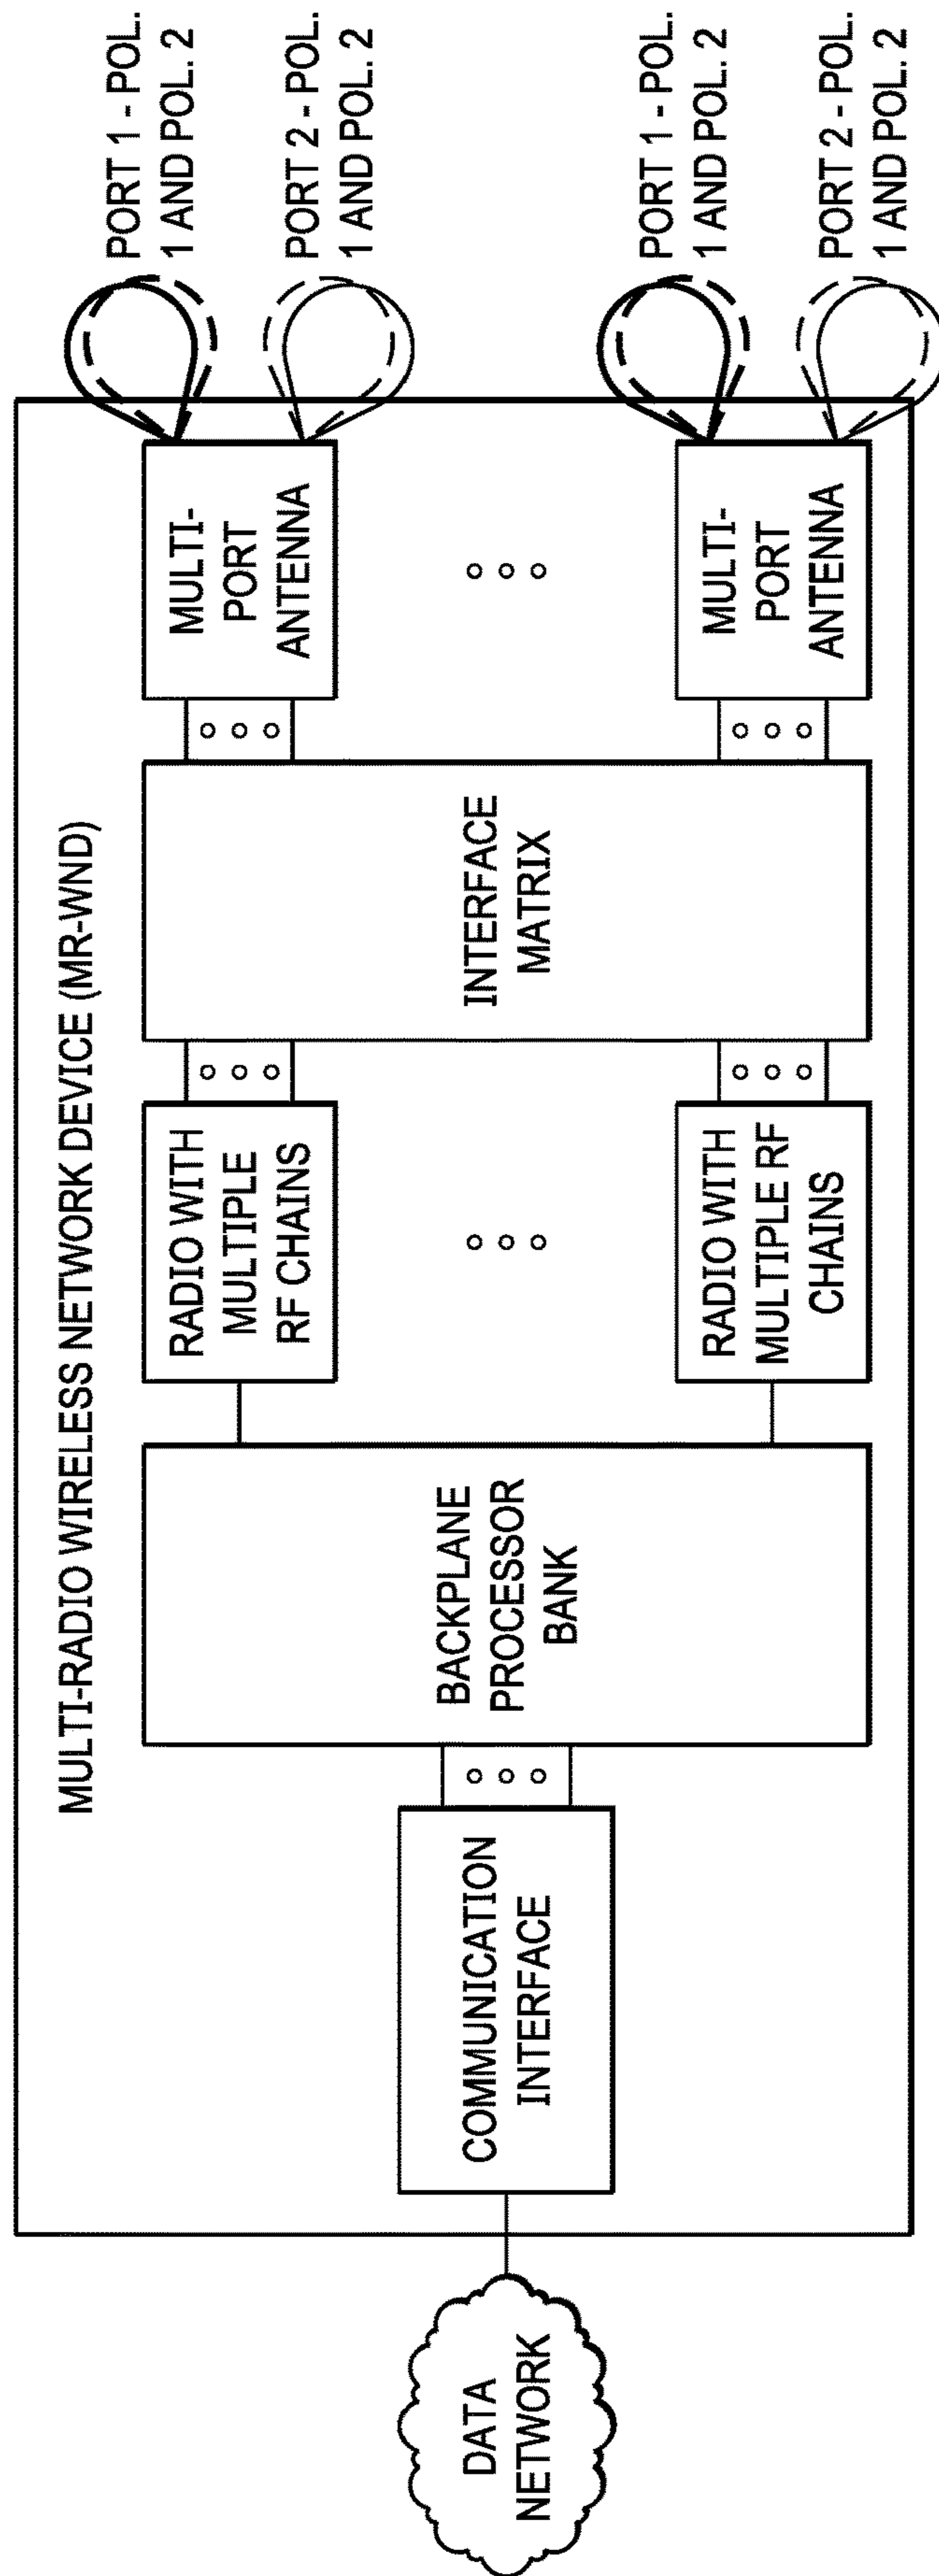 MULTI-RADIO WIRELESS NETWORK DEVICE (MR-WND)
DATA
NETWORK
COMMUNICATION
INTERFACE
BACKPLANE
PROCESSOR
BANK
RADIO WITH
MULTIPLE
RF CHAINS
RADIO WITH
MULTIPLE RF
CHAINS
INTERFACE
MATRIX
MULTI-
PORT
ANTENNA
MULTI-
PORT
ANTENNA
PORT 1 - POL.
1 AND POL. 2
PORT 2 - POL.
1 AND POL. 2
PORT 1 - POL.
1 AND POL. 2
PORT 2 - POL.
1 AND POL. 2